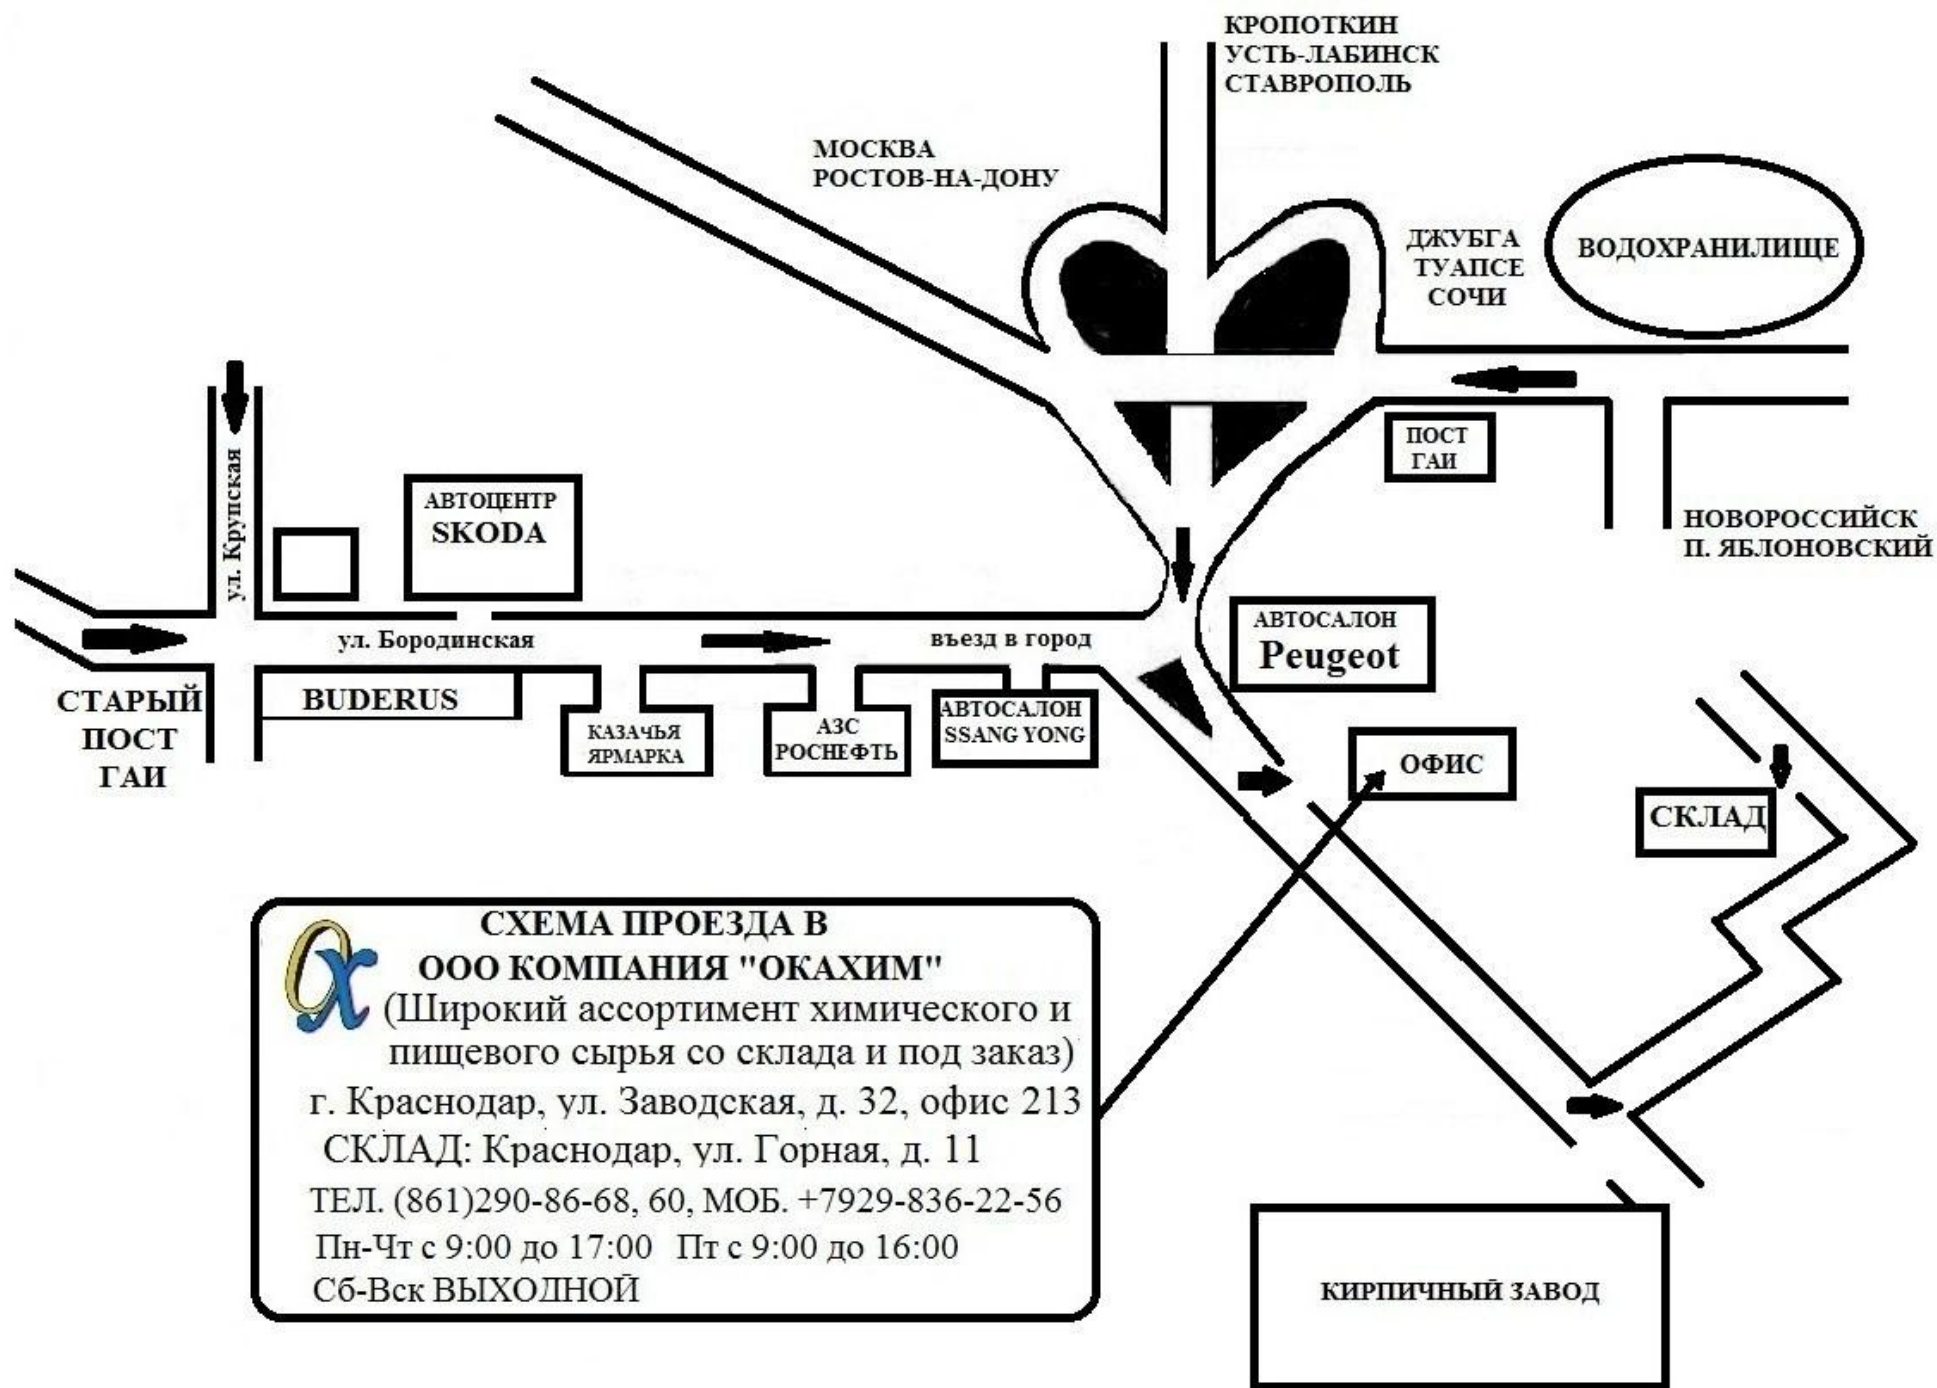 КРОПОТКИН
УСТЬ-ЛАБИНСК
СТАВРОПОЛЬ
МОСКВА
РОСТОВ-НА-ДОНУ
ДЖУБГА
ТУАПСЕ
СОЧИ
ВОДОХРАНИЛИЩЕ
ПОСТ
ГАИ
НОВОРОССИЙСК
П. ЯБЛОНОВСКИЙ
ул. Крупская
АВТОЦЕНТР
SKODA
ул. Бородинская
въезд в город
АВТОСАЛОН
Peugeot
СТАРЫЙ
ПОСТ
ГАИ
BUDERUS
КАЗАЧЬЯ
ЯРМАРКА
АЗС
РОСНЕФТЬ
АВТОСАЛОН
SSANG YONG
ОФИС
СКЛАД
Ох
СХЕМА ПРОЕЗДА В
ООО КОМПАНИЯ "ОКАХИМ"
(Широкий ассортимент химического и
пищевого сырья со склада и под заказ)
г. Краснодар, ул. Заводская, д. 32, офис 213
СКЛАД: Краснодар, ул. Горная, д. 11
ТЕЛ. (861)290-86-68, 60, МОБ. +7929-836-22-56
Пн-Чт с 9:00 до 17:00 Пт с 9:00 до 16:00
Сб-Вск ВЫХОДНОЙ
КИРПИЧНЫЙ ЗАВОД